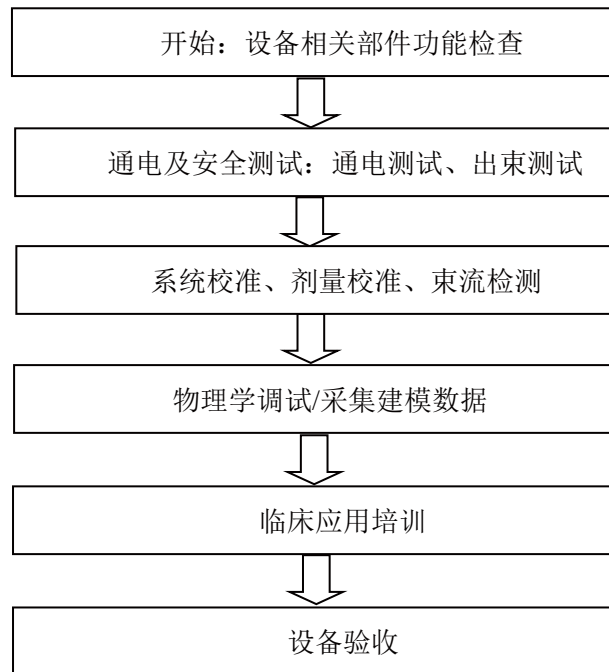 开始：设备相关部件功能检查
通电及安全测试：通电测试、出束测试
系统校准、剂量校准、束流检测
物理学调试/采集建模数据
临床应用培训
设备验收